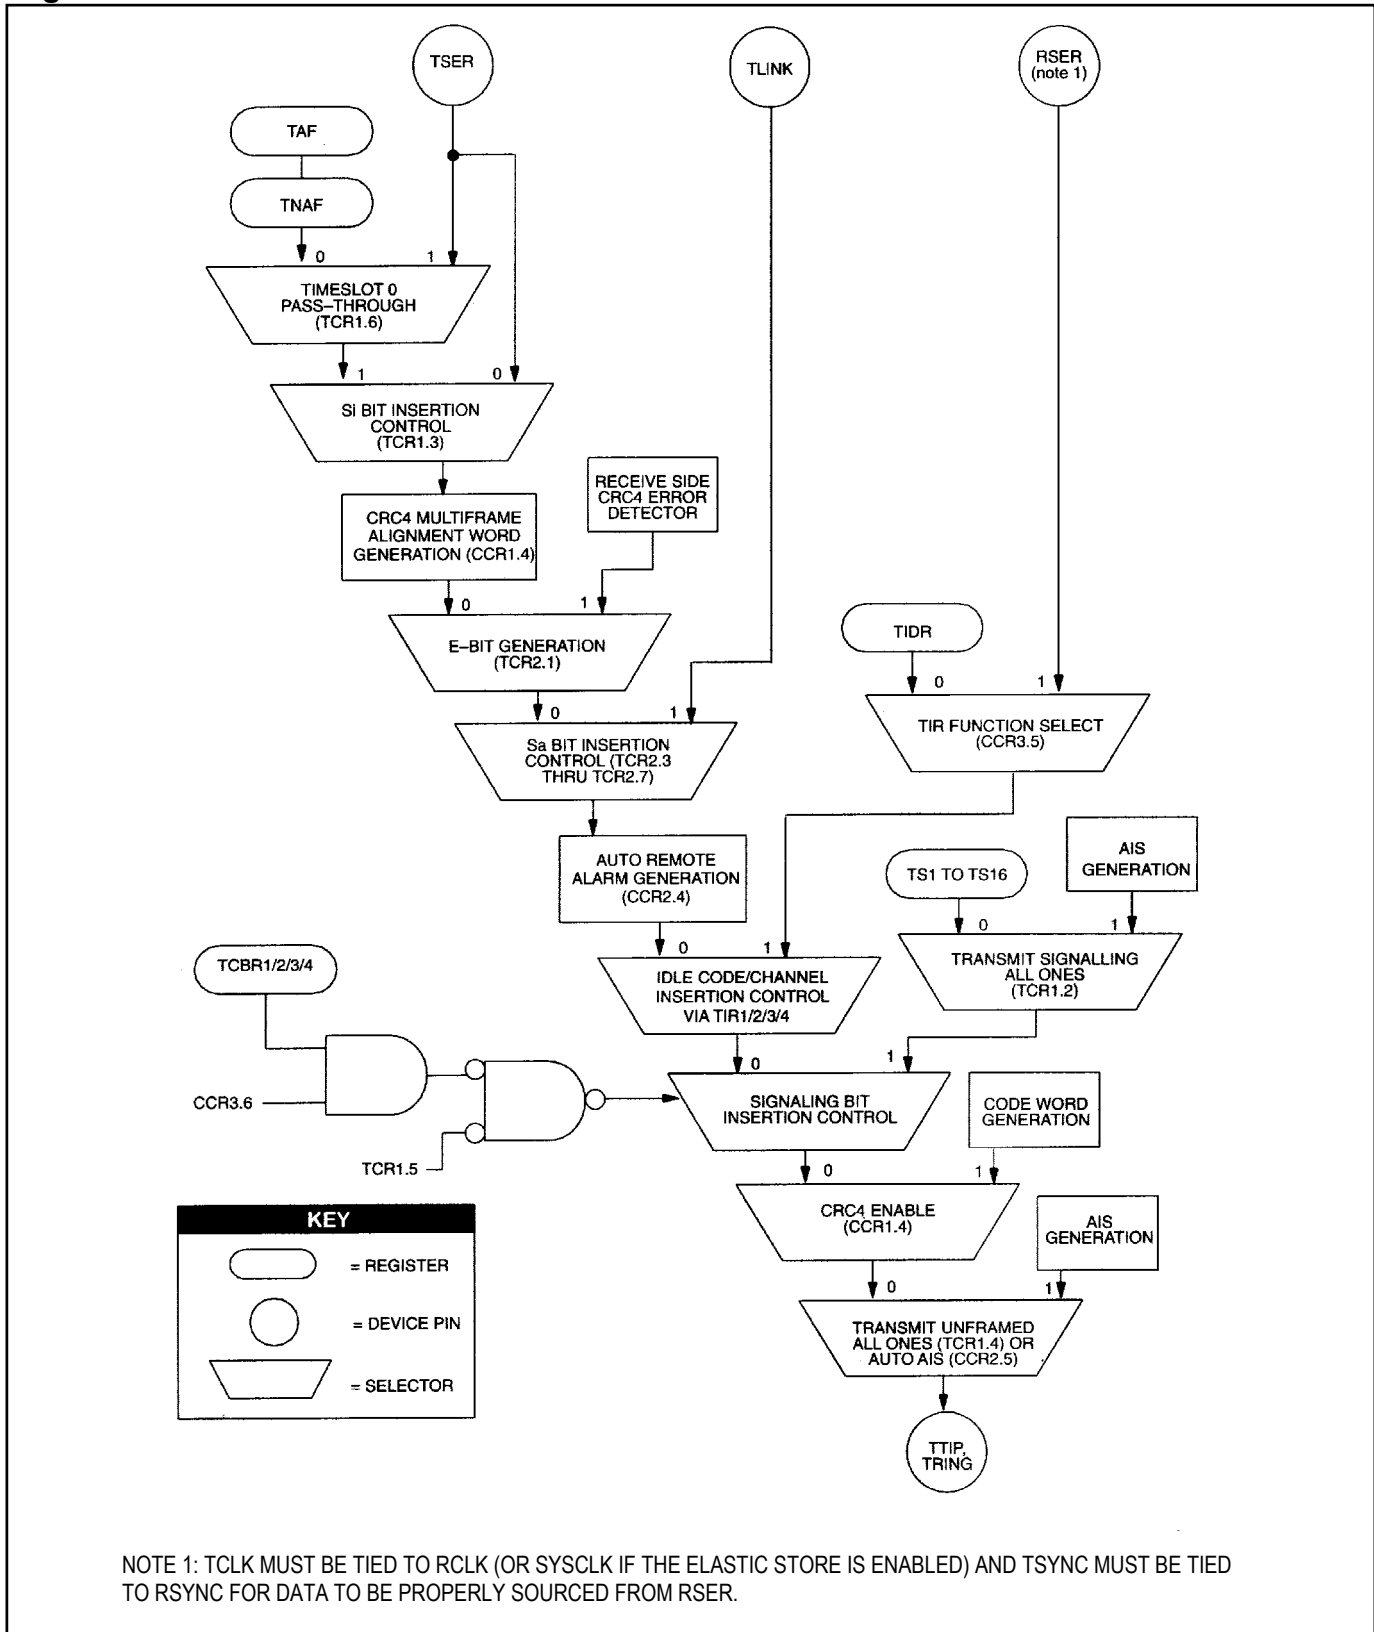 TSER
TLINK
RSER
(note 1)
TAF
TNAF
0
1
TIMESLOT 0
PASS–THROUGH
(TCR1.6)
1
0
Si BIT INSERTION
CONTROL
(TCR1.3)
RECEIVE SIDE
CRC4 ERROR
DETECTOR
CRC4 MULTIFRAME
ALIGNMENT WORD
GENERATION (CCR1.4)
0
1
E–BIT GENERATION
(TCR2.1)
TIDR
0
1
TIR FUNCTION SELECT
(CCR3.5)
0
1
Sa BIT INSERTION
CONTROL (TCR2.3
THRU TCR2.7)
AUTO REMOTE
ALARM GENERATION
(CCR2.4)
AIS
GENERATION
TS1 TO TS16
0
1
TRANSMIT SIGNALLING
ALL ONES
(TCR1.2)
0
1
IDLE CODE/CHANNEL
INSERTION CONTROL
VIA TIR1/2/3/4
TCBR1/2/3/4
CCR3.6
TCR1.5
0
1
SIGNALING BIT
INSERTION CONTROL
CODE WORD
GENERATION
0
1
CRC4 ENABLE
(CCR1.4)
AIS
GENERATION
0
1
TRANSMIT UNFRAMED
ALL ONES (TCR1.4) OR
AUTO AIS (CCR2.5)
TTIP,
TRING
KEY
= REGISTER
= DEVICE PIN
= SELECTOR
NOTE 1: TCLK MUST BE TIED TO RCLK (OR SYSCLK IF THE ELASTIC STORE IS ENABLED) AND TSYNC MUST BE TIED
TO RSYNC FOR DATA TO BE PROPERLY SOURCED FROM RSER.